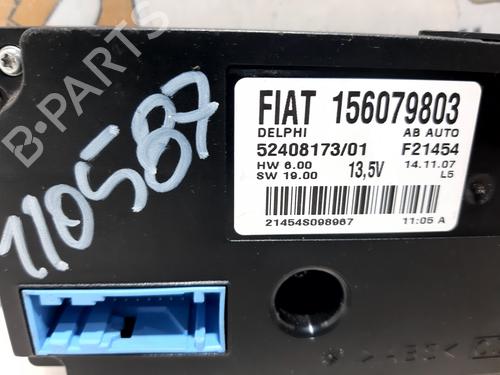 FIAT 156079803
DELPHI AB AUTO
52408173/01 F21454
HW 6.00 13,5V 14.11.07
SW 19.00 L5
21454S098967 11:05 A
110587
B-PARTS
>ABS<